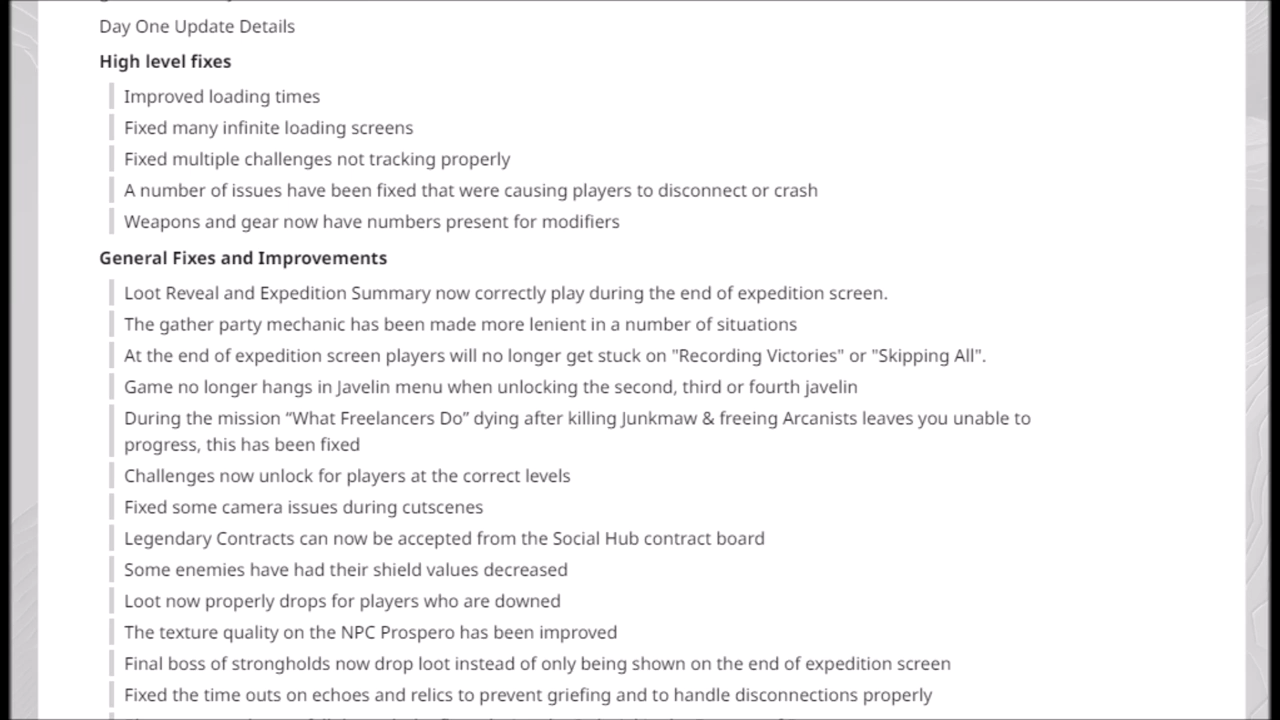 Day One Update Details
High level fixes
Improved loading times
Fixed many infinite loading screens
Fixed multiple challenges not tracking properly
A number of issues have been fixed that were causing players to disconnect or crash
Weapons and gear now have numbers present for modifiers
General Fixes and Improvements
Loot Reveal and Expedition Summary now correctly play during the end of expedition screen.
The gather party mechanic has been made more lenient in a number of situations
At the end of expedition screen players will no longer get stuck on "Recording Victories" or "Skipping All".
Game no longer hangs in Javelin menu when unlocking the second, third or fourth javelin
During the mission “What Freelancers Do” dying after killing Junkmaw & freeing Arcanists leaves you unable to
progress, this has been fixed
Challenges now unlock for players at the correct levels
Fixed some camera issues during cutscenes
Legendary Contracts can now be accepted from the Social Hub contract board
Some enemies have had their shield values decreased
Loot now properly drops for players who are downed
The texture quality on the NPC Prospero has been improved
Final boss of strongholds now drop loot instead of only being shown on the end of expedition screen
Fixed the time outs on echoes and relics to prevent griefing and to handle disconnections properly